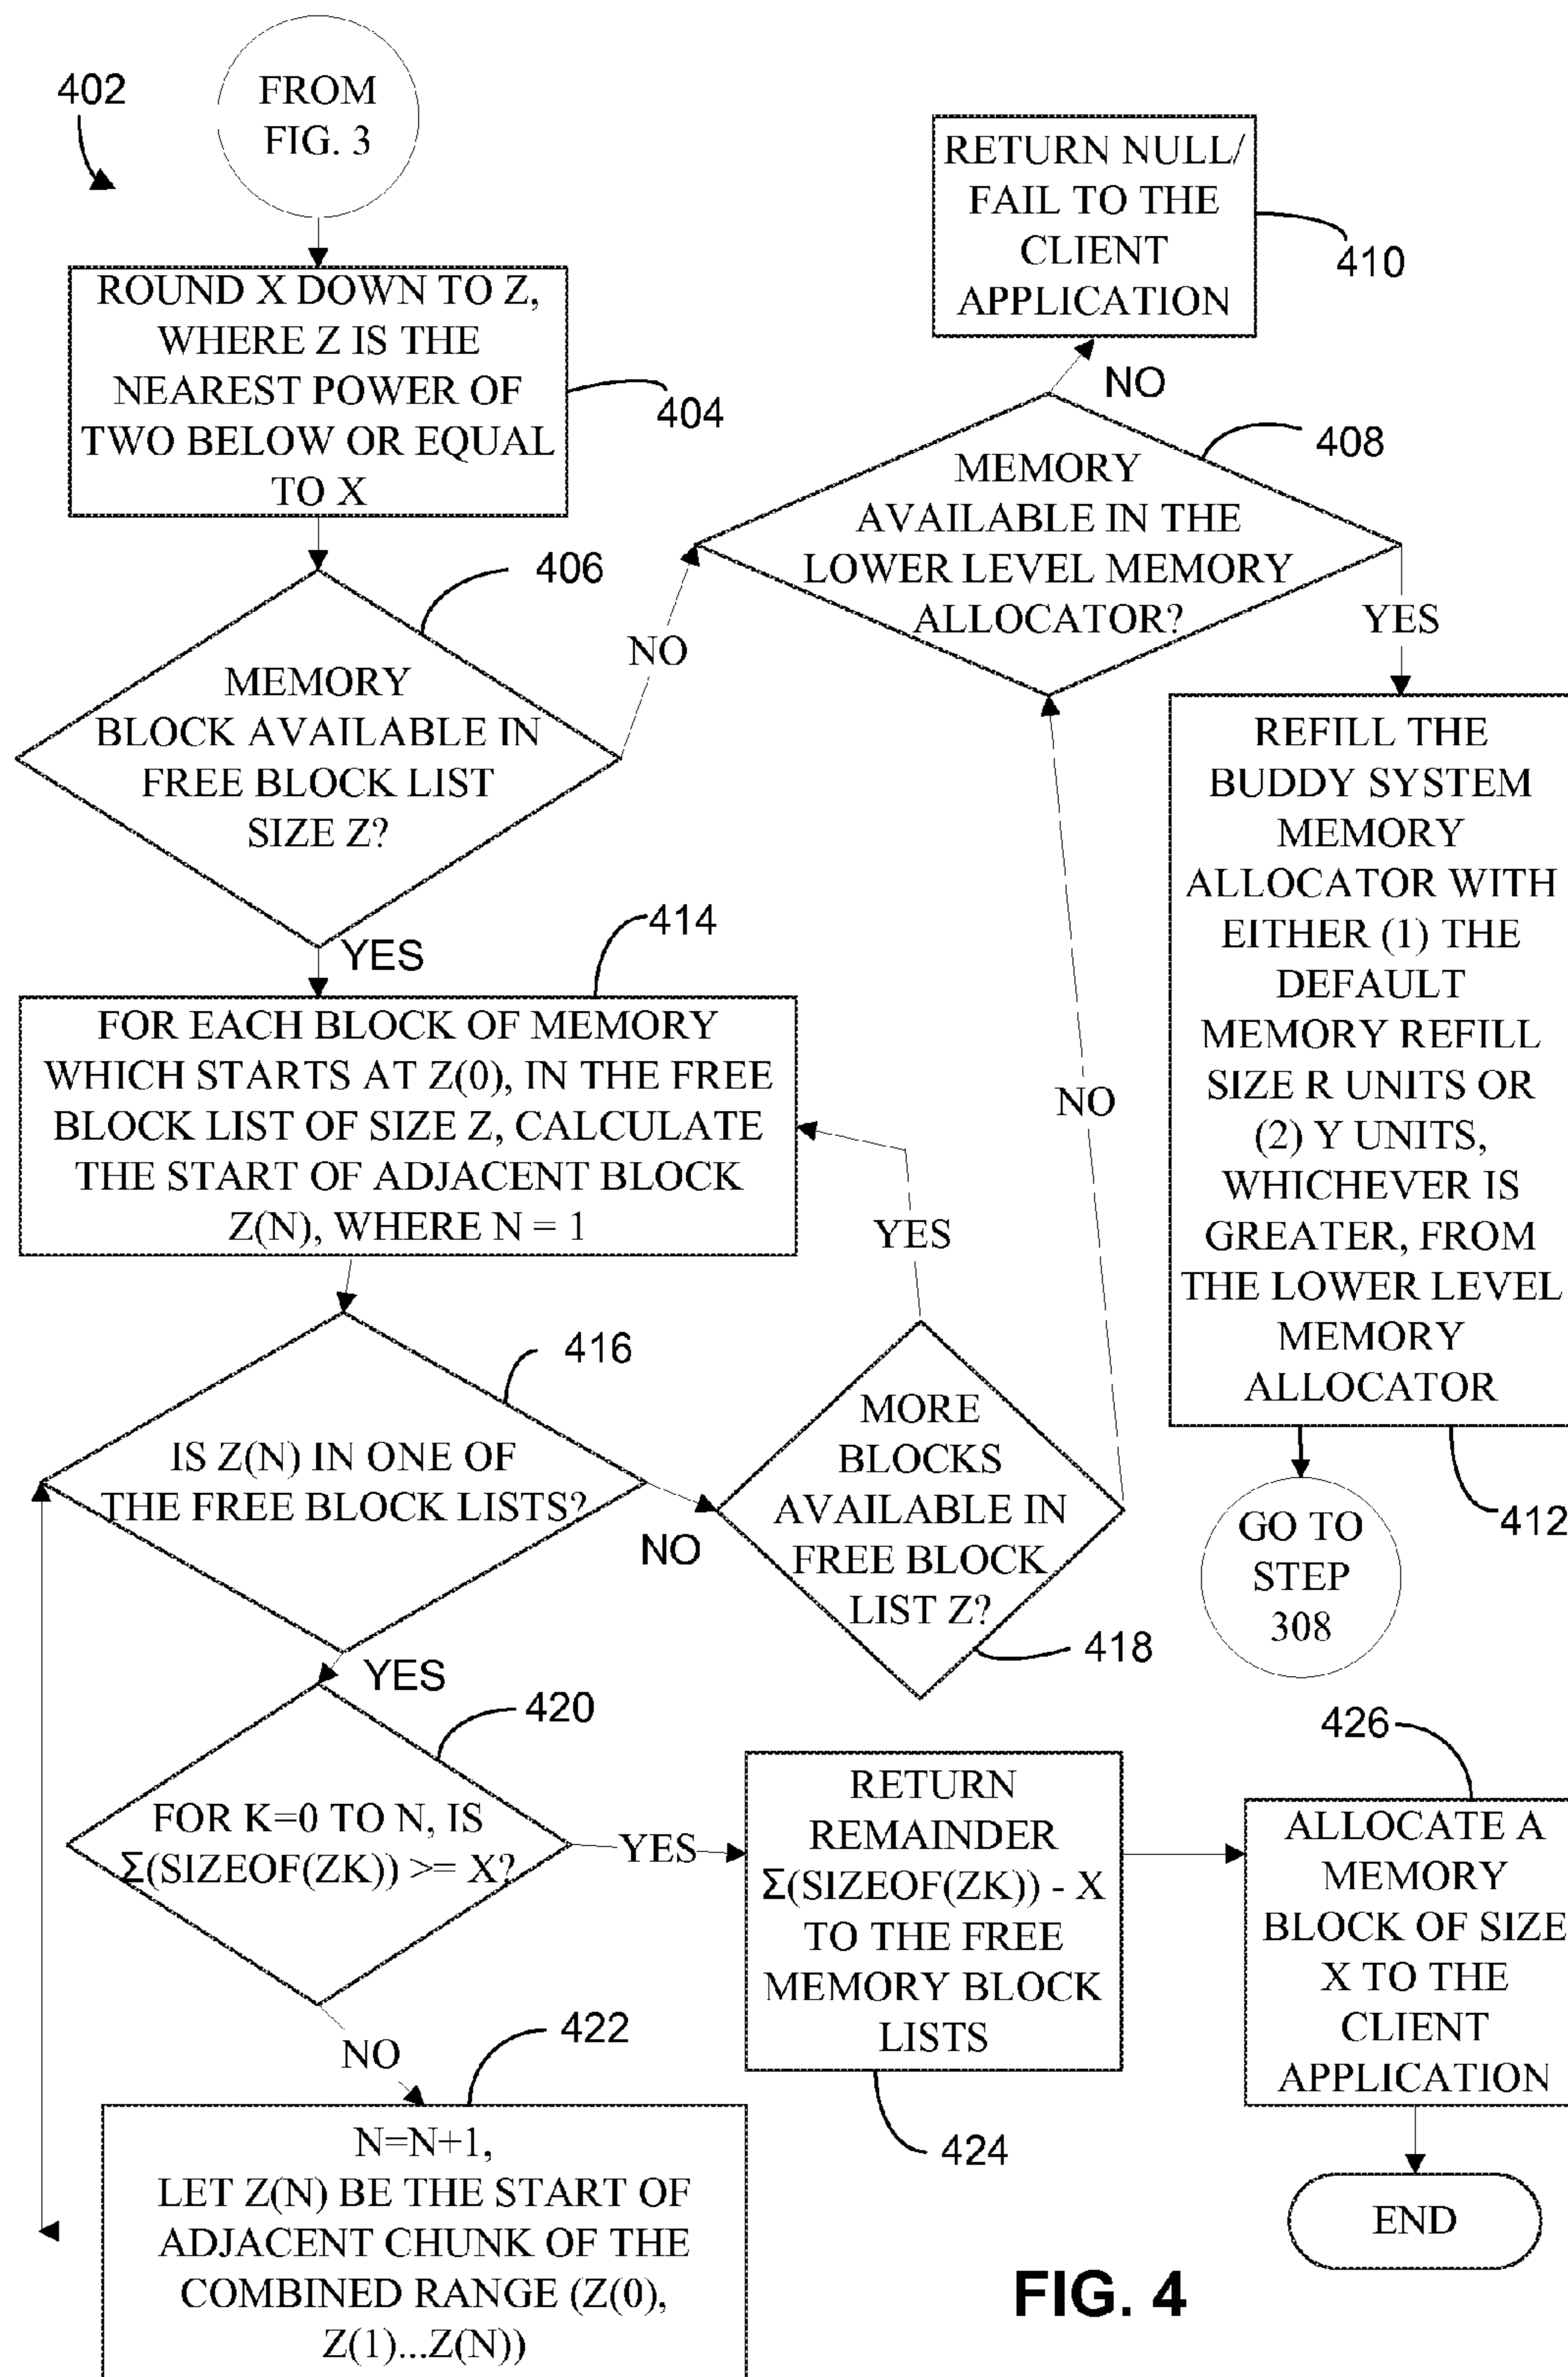 402
FROM
FIG. 3
ROUND X DOWN TO Z,
WHERE Z IS THE
NEAREST POWER OF
TWO BELOW OR EQUAL
TO X
404
406
MEMORY
BLOCK AVAILABLE IN
FREE BLOCK LIST
SIZE Z?
NO
YES
RETURN NULL/
FAIL TO THE
CLIENT
APPLICATION
410
NO
408
MEMORY
AVAILABLE IN THE
LOWER LEVEL MEMORY
ALLOCATOR?
YES
REFILL THE
BUDDY SYSTEM
MEMORY
ALLOCATOR WITH
EITHER (1) THE
DEFAULT
MEMORY REFILL
SIZE R UNITS OR
(2) Y UNITS,
WHICHEVER IS
GREATER, FROM
THE LOWER LEVEL
MEMORY
ALLOCATOR
412
GO TO
STEP
308
414
FOR EACH BLOCK OF MEMORY
WHICH STARTS AT Z(0), IN THE FREE
BLOCK LIST OF SIZE Z, CALCULATE
THE START OF ADJACENT BLOCK
Z(N), WHERE N = 1
416
IS Z(N) IN ONE OF
THE FREE BLOCK LISTS?
NO
YES
MORE
BLOCKS
AVAILABLE IN
FREE BLOCK
LIST Z?
418
YES
NO
420
FOR K=0 TO N, IS
Σ(SIZEOF(ZK)) >= X?
YES
NO
422
N=N+1,
LET Z(N) BE THE START OF
ADJACENT CHUNK OF THE
COMBINED RANGE (Z(0),
Z(1)...Z(N))
RETURN
REMAINDER
Σ(SIZEOF(ZK)) - X
TO THE FREE
MEMORY BLOCK
LISTS
424
426
ALLOCATE A
MEMORY
BLOCK OF SIZE
X TO THE
CLIENT
APPLICATION
END
FIG. 4